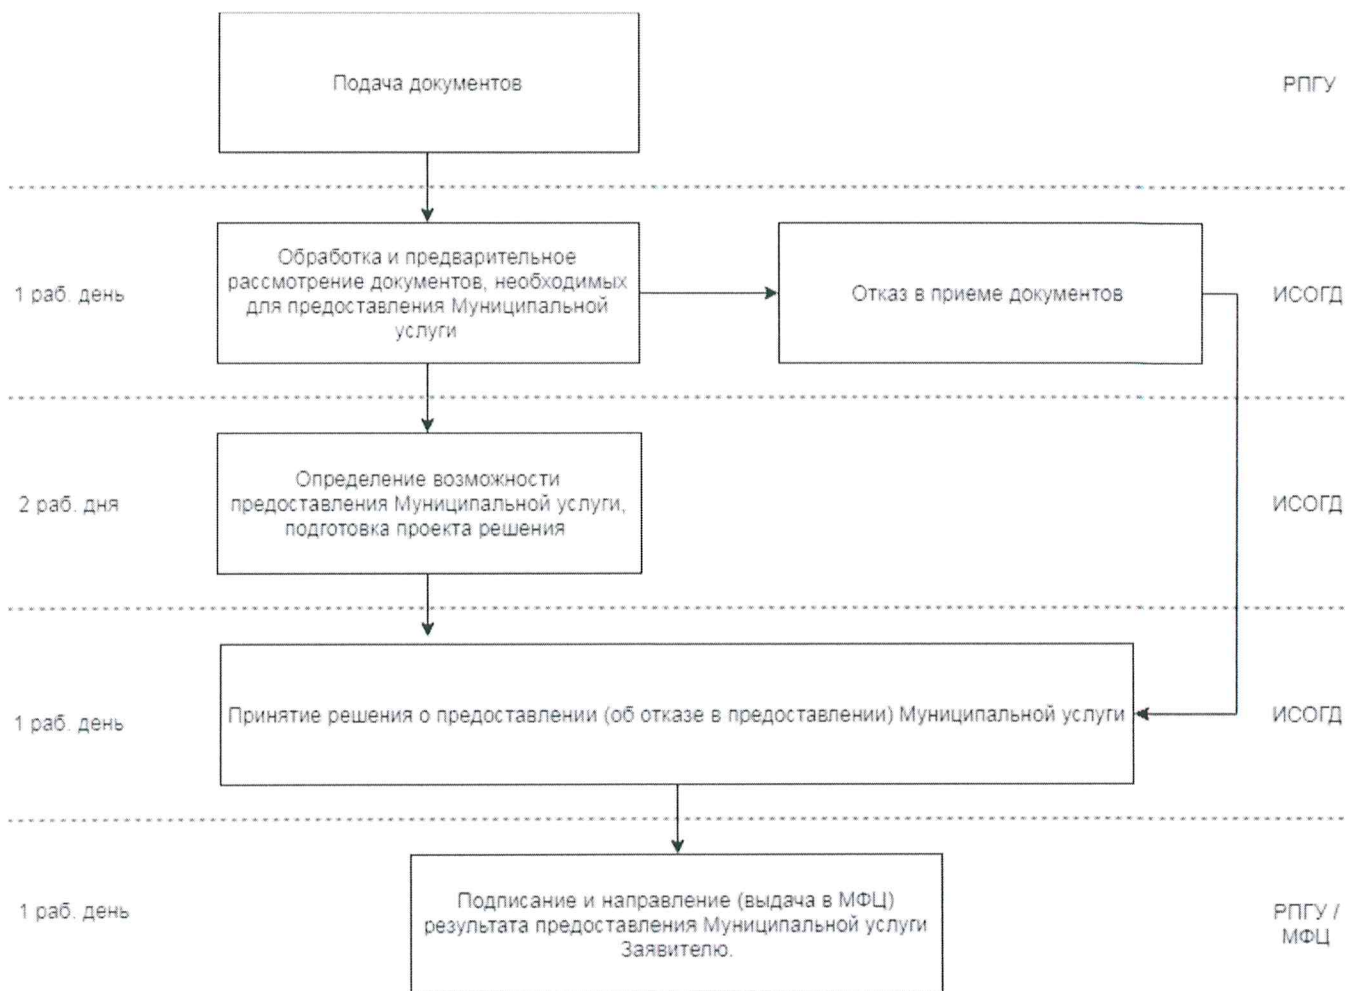 Подача документов
РПГУ
1 раб. день
Обработка и предварительное
рассмотрение документов, необходимых
для предоставления Муниципальной
услуги
Отказ в приеме документов
ИСОГД
2 раб. дня
Определение возможности
предоставления Муниципальной услуги,
подготовка проекта решения
ИСОГД
1 раб. день
Принятие решения о предоставлении (об отказе в предоставлении) Муниципальной услуги
ИСОГД
1 раб. день
Подписание и направление (выдача в МФЦ)
результата предоставления Муниципальной услуги
Заявителю.
РПГУ /
МФЦ